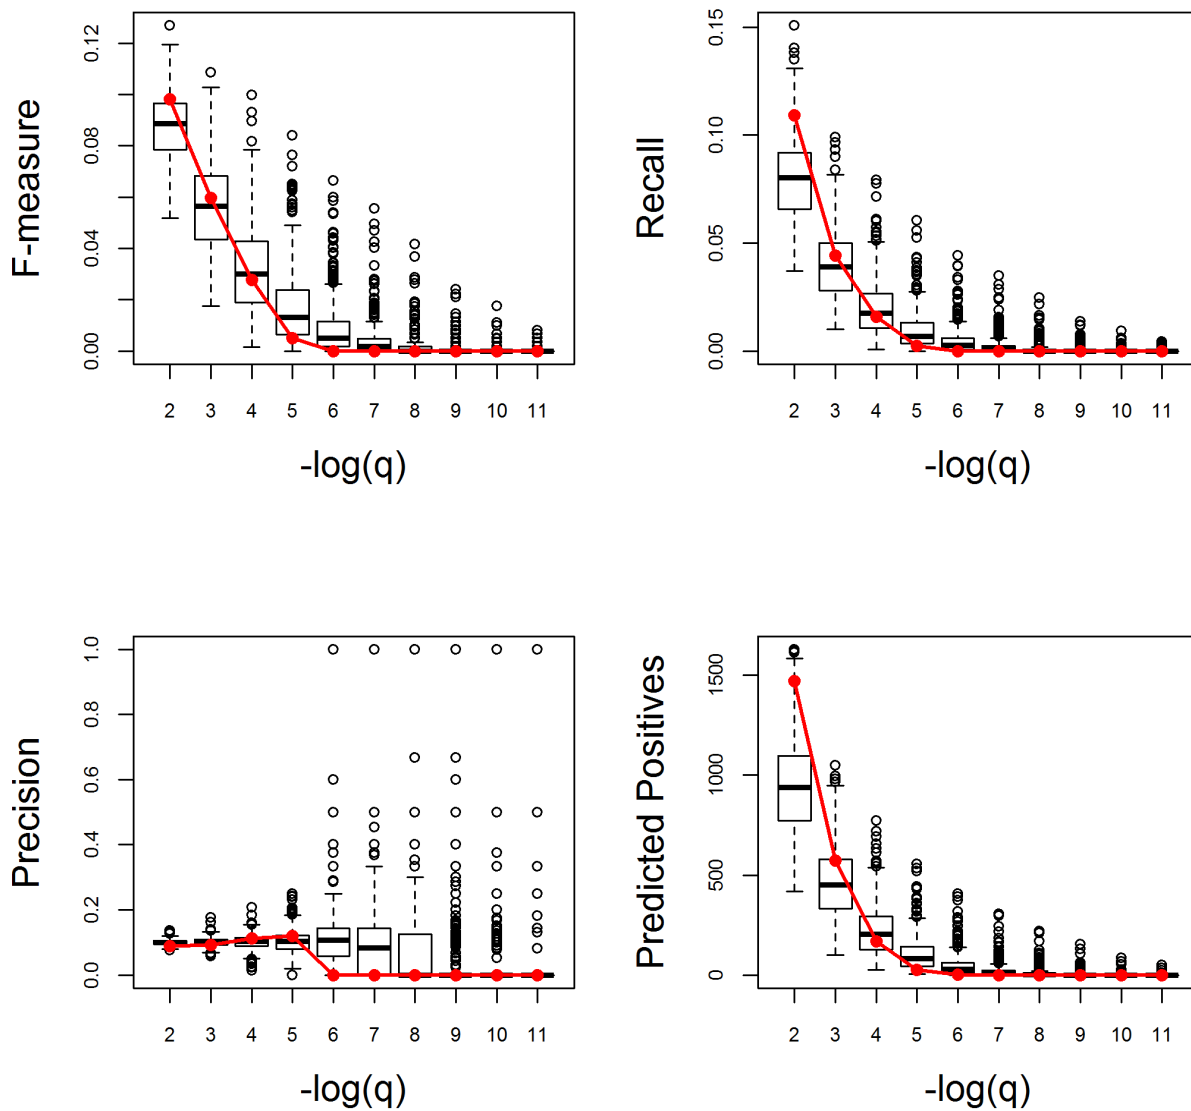 F-measure
0.12
0.08
0.04
0.00
2 3 4 5 6 7 8 9 10 11
-log(q)
Recall
0.15
0.10
0.05
0.00
2 3 4 5 6 7 8 9 10 11
-log(q)
Precision
1.0
0.8
0.6
0.4
0.2
0.0
2 3 4 5 6 7 8 9 10 11
-log(q)
Predicted Positives
1500
1000
500
0
2 3 4 5 6 7 8 9 10 11
-log(q)